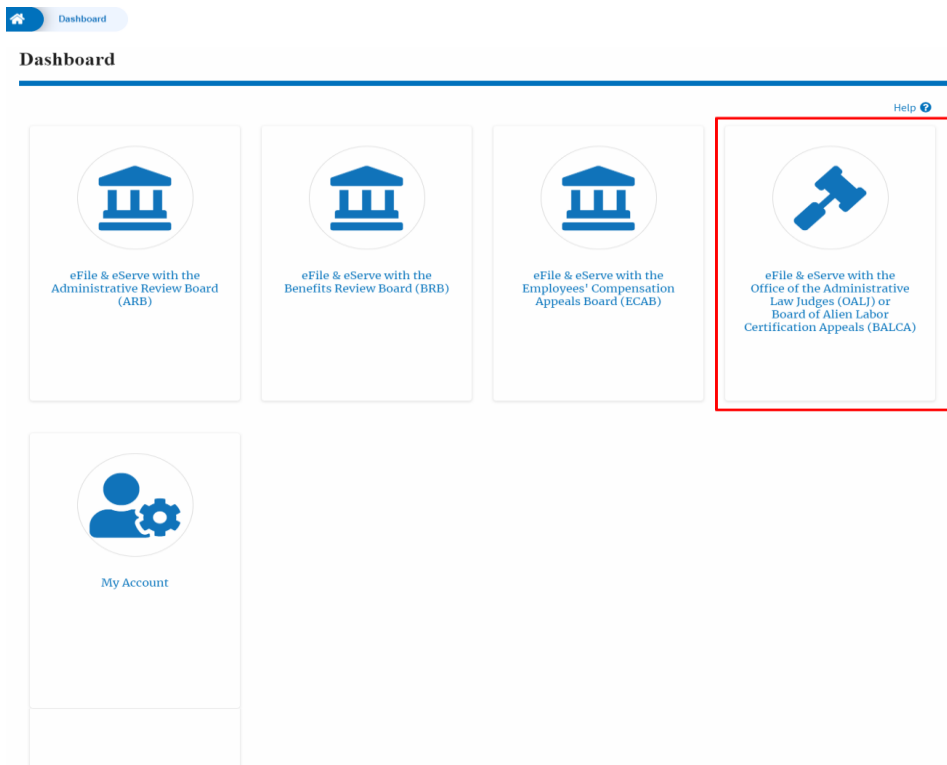 Dashboard
Dashboard
Help
eFile & eServe with the
Administrative Review Board
(ARB)
eFile & eServe with the
Benefits Review Board (BRB)
eFile & eServe with the
Employees' Compensation
Appeals Board (ECAB)
eFile & eServe with the
Office of the Administrative
Law Judges (OALJ) or
Board of Alien Labor
Certification Appeals (BALCA)
My Account